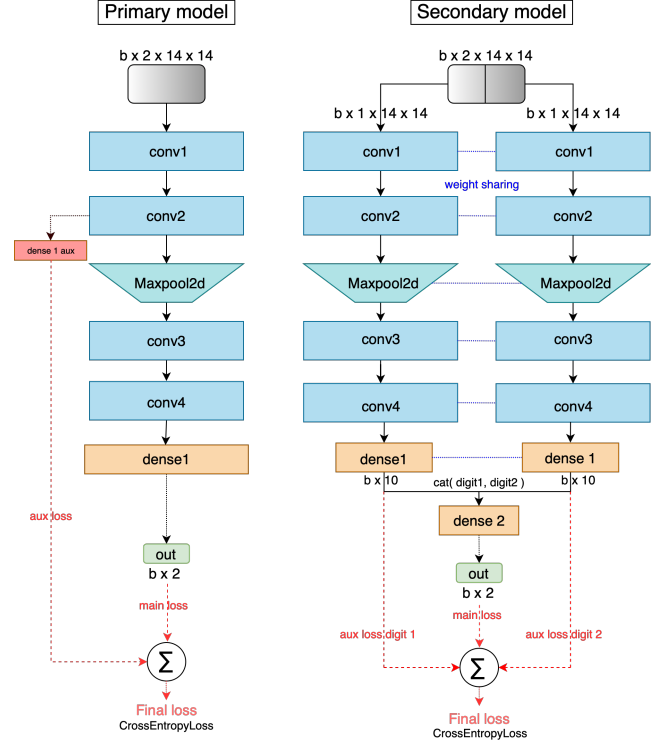 Primary model
b x 2 x 14 x 14
conv1
conv2
dense 1 aux
Maxpool2d
conv3
conv4
dense1
aux loss
out
b x 2
main loss
Σ
Final loss
CrossEntropyLoss
Secondary model
b x 2 x 14 x 14
b x 1 x 14 x 14
b x 1 x 14 x 14
conv1
conv1
weight sharing
conv2
conv2
Maxpool2d
Maxpool2d
conv3
conv3
conv4
conv4
dense1
dense 1
b x 10
cat( digit1, digit2 )
b x 10
dense 2
out
b x 2
main loss
aux loss digit 1
aux loss digit 2
Σ
Final loss
CrossEntropyLoss